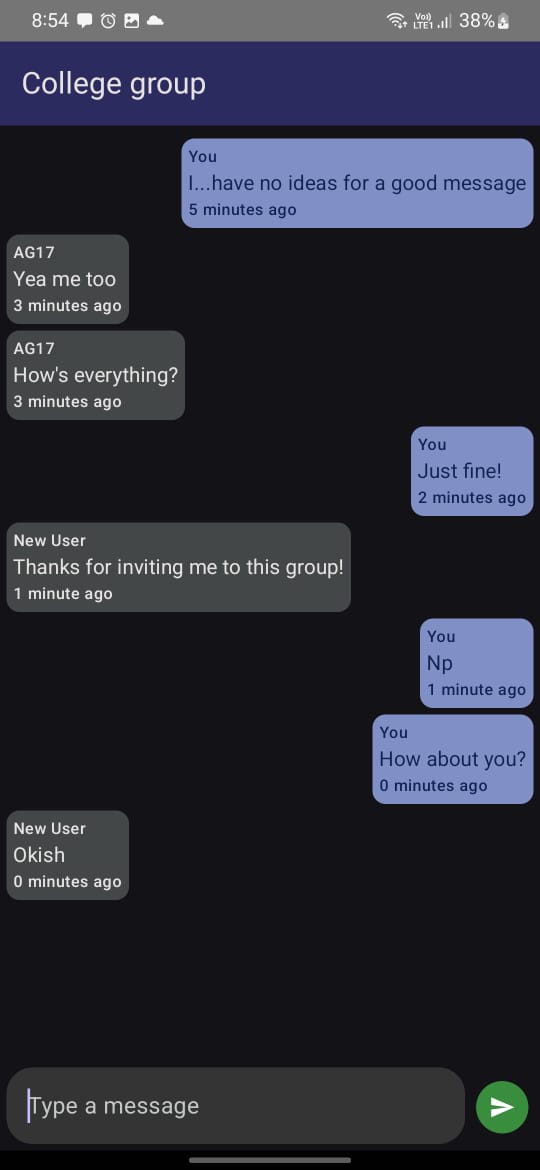 8:54
Vo))
LTE1
38%
College group
You
I...have no ideas for a good message
5 minutes ago
AG17
Yea me too
3 minutes ago
AG17
How's everything?
3 minutes ago
You
Just fine!
2 minutes ago
New User
Thanks for inviting me to this group!
1 minute ago
You
Np
1 minute ago
You
How about you?
0 minutes ago
New User
Okish
0 minutes ago
Type a message